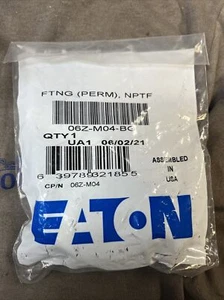 FTNG (PERM), NPTF
06Z-M04-BG
QTY1
UA1 06/02/21
ASSEMBLED
IN
USA
6 39789 32185 5
CP/N 06Z-M04
EATON